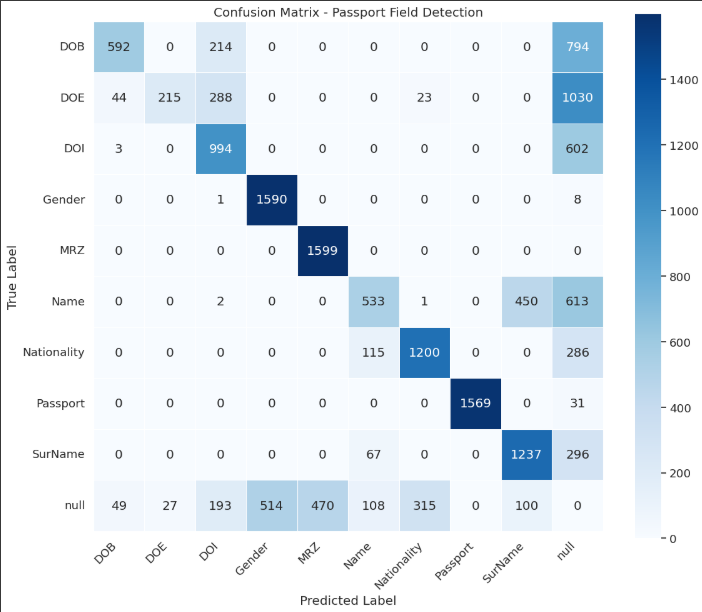 Confusion Matrix - Passport Field Detection
True Label
DOB 592 0 214 0 0 0 0 0 0 794
DOE 44 215 288 0 0 0 23 0 0 1030
DOI 3 0 994 0 0 0 0 0 0 602
Gender 0 0 1 1590 0 0 0 0 0 8
MRZ 0 0 0 0 1599 0 0 0 0 0
Name 0 0 2 0 0 533 1 0 450 613
Nationality 0 0 0 0 0 115 1200 0 0 286
Passport 0 0 0 0 0 0 0 1569 0 31
SurName 0 0 0 0 0 67 0 0 1237 296
null 49 27 193 514 470 108 315 0 100 0
DOB DOE DOI Gender MRZ Name Nationality Passport SurName null
Predicted Label
1400
1200
1000
800
600
400
200
0